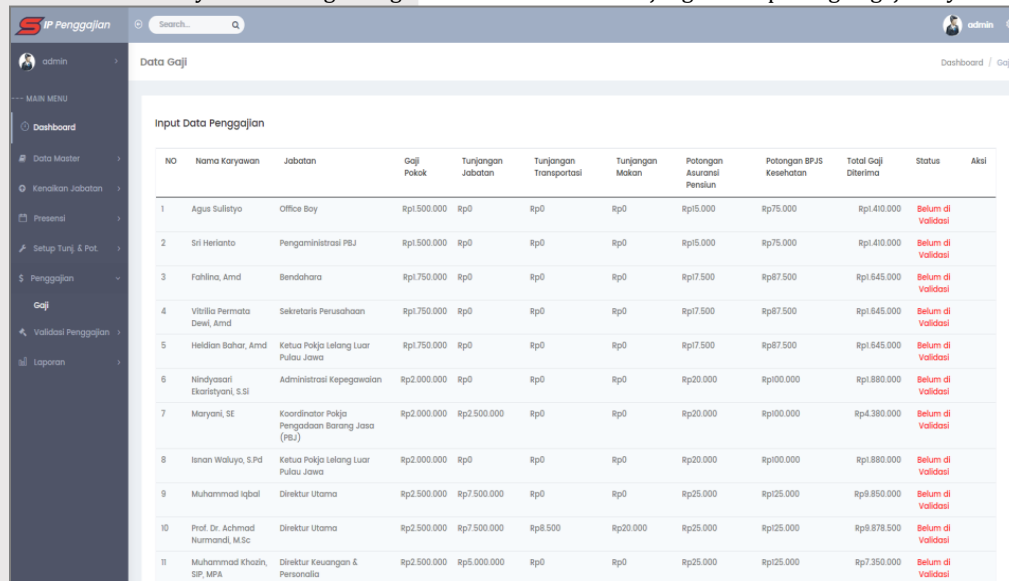 IP Penggajian
Search...
admin
admin
Data Gaji
Dashboard / Gaji
--- MAIN MENU
Dashboard
Data Master
Kenaikan Jabatan
Presensi
Setup Tunj. & Pot.
$ Penggajian
Gaji
Validasi Penggajian
Laporan
Input Data Penggajian
NO Nama Karyawan Jabatan Gaji Pokok Tunjangan Jabatan Tunjangan Transportasi Tunjangan Makan Potongan Asuransi Pensiun Potongan BPJS Kesehatan Total Gaji Diterima Status Aksi
1 Agus Sulistyo Office Boy Rp1.500.000 Rp0 Rp0 Rp0 Rp15.000 Rp75.000 Rp1.410.000 Belum di Validasi
2 Sri Herianto Pengaministrasi PBJ Rp1.500.000 Rp0 Rp0 Rp0 Rp15.000 Rp75.000 Rp1.410.000 Belum di Validasi
3 Fahlina, Amd Bendahara Rp1.750.000 Rp0 Rp0 Rp0 Rp17.500 Rp87.500 Rp1.645.000 Belum di Validasi
4 Vitrilia Permata Dewi, Amd Sekretaris Perusahaan Rp1.750.000 Rp0 Rp0 Rp0 Rp17.500 Rp87.500 Rp1.645.000 Belum di Validasi
5 Heldian Bahar, Amd Ketua Pokja Lelang Luar Pulau Jawa Rp1.750.000 Rp0 Rp0 Rp0 Rp17.500 Rp87.500 Rp1.645.000 Belum di Validasi
6 Nindyasari Ekaristyani, S.Si Administrasi Kepegawaian Rp2.000.000 Rp0 Rp0 Rp0 Rp20.000 Rp100.000 Rp1.880.000 Belum di Validasi
7 Maryani, SE Koordinator Pokja Pengadaan Barang Jasa (PBJ) Rp2.000.000 Rp2.500.000 Rp0 Rp0 Rp20.000 Rp100.000 Rp4.380.000 Belum di Validasi
8 Isnan Waluyo, S.Pd Ketua Pokja Lelang Luar Pulau Jawa Rp2.000.000 Rp0 Rp0 Rp0 Rp20.000 Rp100.000 Rp1.880.000 Belum di Validasi
9 Muhammad Iqbal Direktur Utama Rp2.500.000 Rp7.500.000 Rp0 Rp0 Rp25.000 Rp125.000 Rp9.850.000 Belum di Validasi
10 Prof. Dr. Achmad Nurmandi, M.Sc Direktur Utama Rp2.500.000 Rp7.500.000 Rp8.500 Rp20.000 Rp25.000 Rp125.000 Rp9.878.500 Belum di Validasi
11 Muhammad Khozin, SIP, MPA Direktur Keuangan & Personalia Rp2.500.000 Rp5.000.000 Rp0 Rp0 Rp25.000 Rp125.000 Rp7.350.000 Belum di Validasi